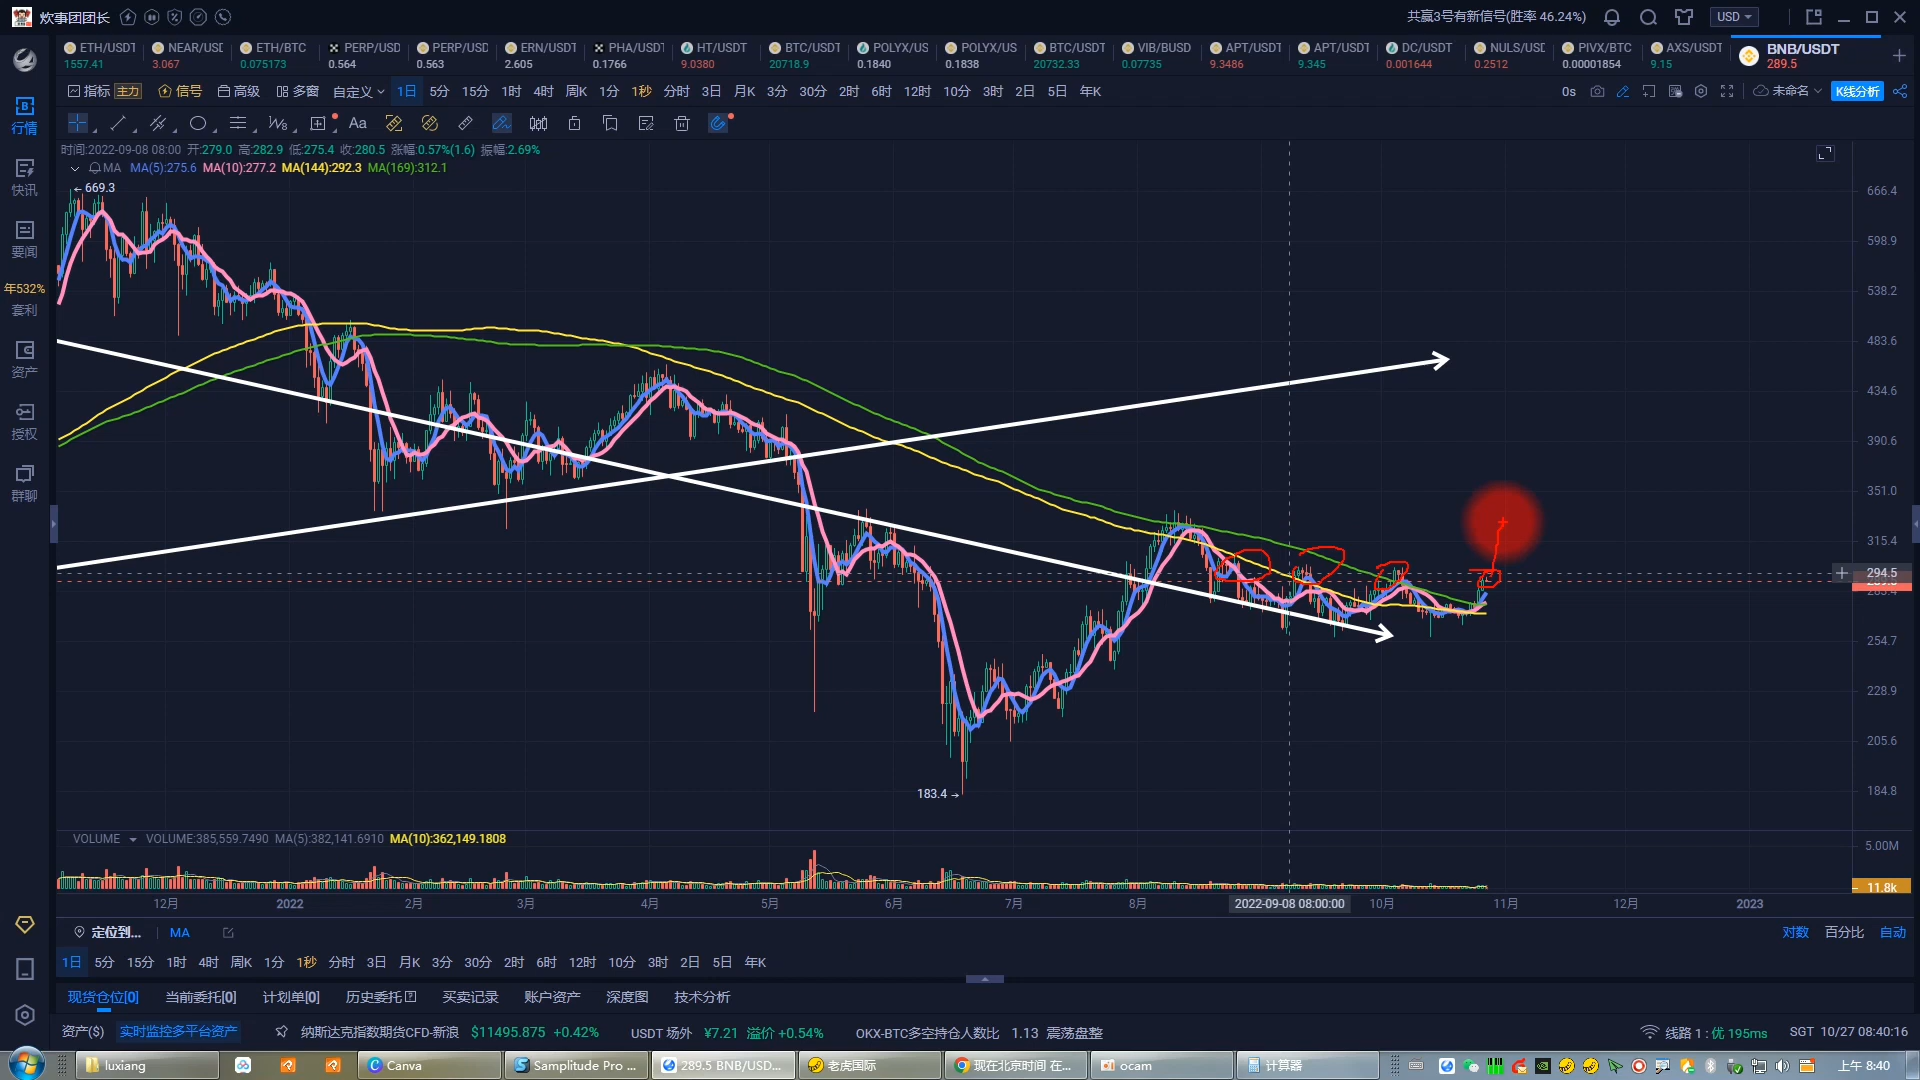 炊事团团长
共赢3号有新信号(胜率 46.24%)
USD
ETH/USDT 1557.41
NEAR/USD 3.067
ETH/BTC 0.075173
PERP/USD 0.564
PERP/USD 0.563
ERN/USDT 2.605
PHA/USDT 0.1766
HT/USDT 9.0380
BTC/USDT 20718.9
POLYX/US 0.1840
POLYX/US 0.1838
BTC/USDT 20732.33
VIB/BUSD 0.07735
APT/USDT 9.3486
APT/USDT 9.345
DC/USDT 0.001644
NULS/USD 0.2512
PIVX/BTC 0.00001854
AXS/USDT 9.15
BNB/USDT 289.5
指标 主力 信号 高级 多窗 自定义 1日 5分 15分 1时 4时 周K 1分 1秒 分时 3日 月K 3分 30分 2时 6时 12时 10分 3时 2日 5日 年K 0s 未命名 K线分析
Aa
时间:2022-09-08 08:00 开:279.0 高:282.9 低:275.4 收:280.5 涨幅:0.57%(1.6) 振幅:2.69%
MA MA(5):275.6 MA(10):277.2 MA(144):292.3 MA(169):312.1
行情
快讯
要闻
年532%
套利
资产
授权
群聊
669.3
183.4
666.4
598.9
538.2
483.6
434.6
390.6
351.0
315.4
294.5
254.7
228.9
205.6
184.8
VOLUME VOLUME:385,559.7490 MA(5):382,141.6910 MA(10):362,149.1808
5.00M
11.8k
12月 2022 2月 3月 4月 5月 6月 7月 8月 2022-09-08 08:00:00 10月 11月 12月 2023
定位到... MA 对数 百分比 自动
1日 5分 15分 1时 4时 周K 1分 1秒 分时 3日 月K 3分 30分 2时 6时 12时 10分 3时 2日 5日 年K
现货仓位[0] 当前委托[0] 计划单[0] 历史委托 买卖记录 账户资产 深度图 技术分析
资产($) 实时监控多平台资产 纳斯达克指数期货CFD-新浪 $11495.875 +0.42% USDT 场外 ¥7.21 溢价 +0.54% OKX-BTC多空持仓人数比 1.13 震荡盘整 线路 1 : 优 195ms SGT 10/27 08:40:16
luxiang Canva Samplitude Pro ... 289.5 BNB/USD... 老虎国际 现在北京时间 在... ocam 计算器 上午 8:40